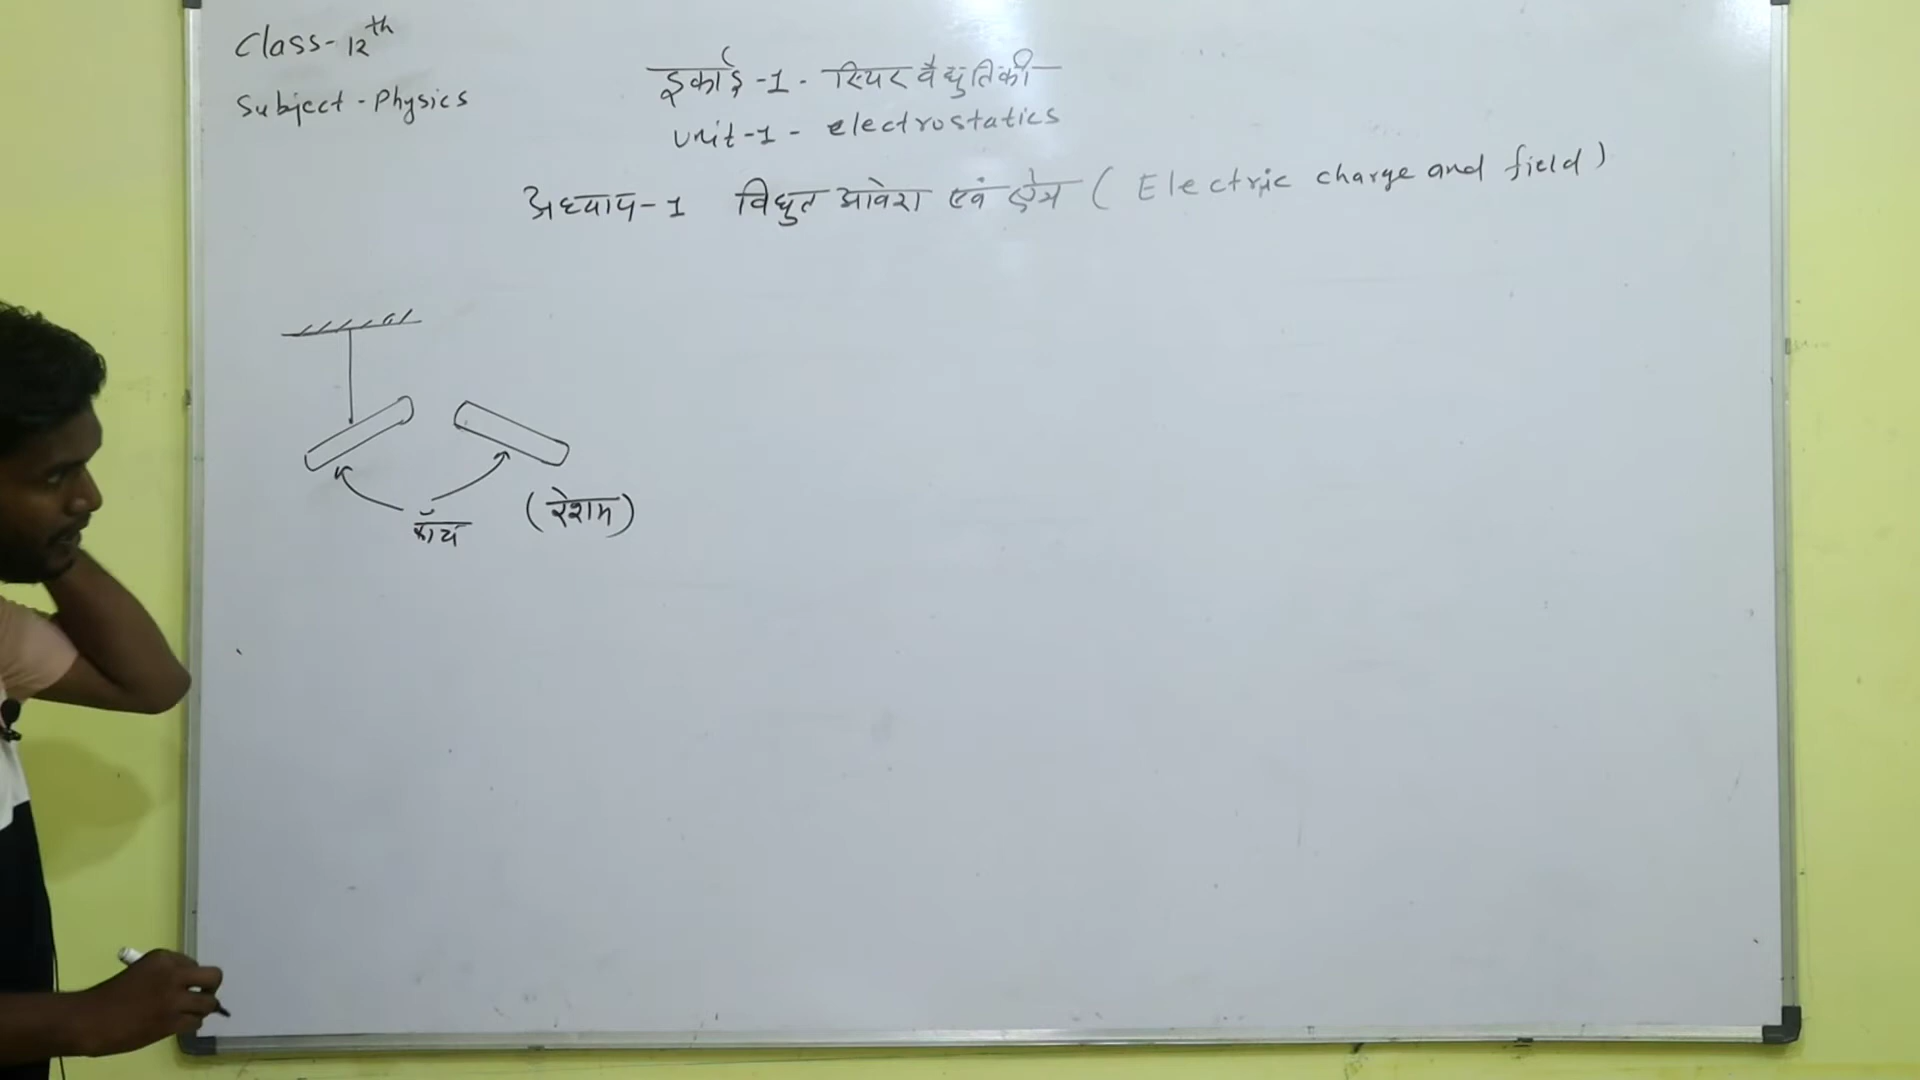 Class-12th
Subject-Physics
इकाई-1- स्थिर वैद्युतिकी
unit-1- electrostatics
अध्याय-1 विद्युत आवेश एवं क्षेत्र ( Electric charge and field )
काँच
(रेशम)